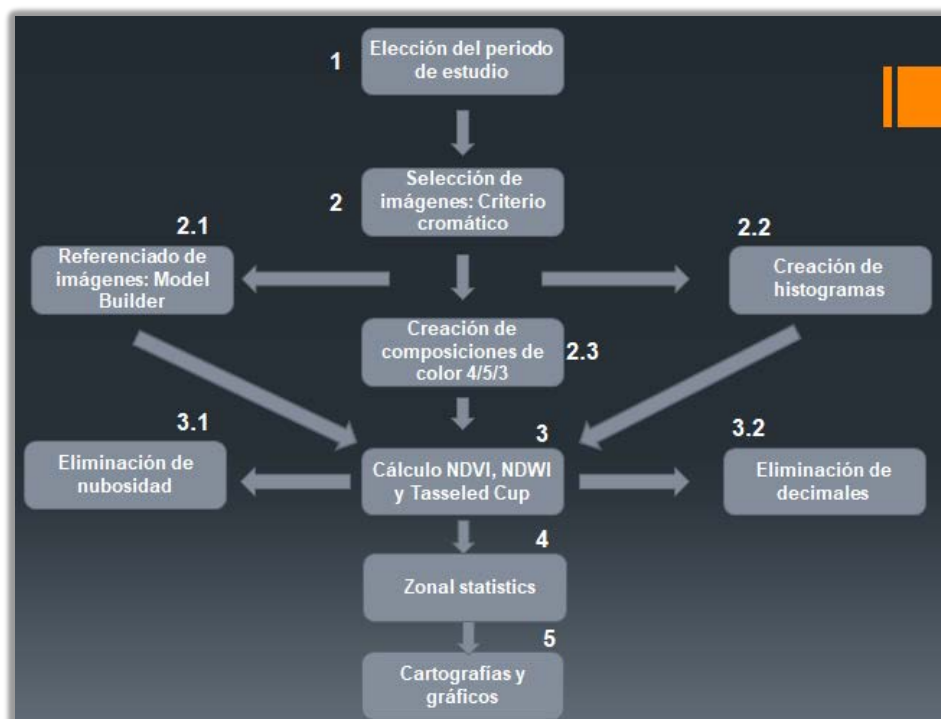 1
Elección del periodo
de estudio
2
Selección de
imágenes: Criterio
cromático
2.1
Referenciado de
imágenes: Model
Builder
2.2
Creación de
histogramas
Creación de
composiciones de
color 4/5/3
2.3
3.1
Eliminación de
nubosidad
3
Cálculo NDVI, NDWI
y Tasseled Cup
3.2
Eliminación de
decimales
4
Zonal statistics
5
Cartografías y
gráficos